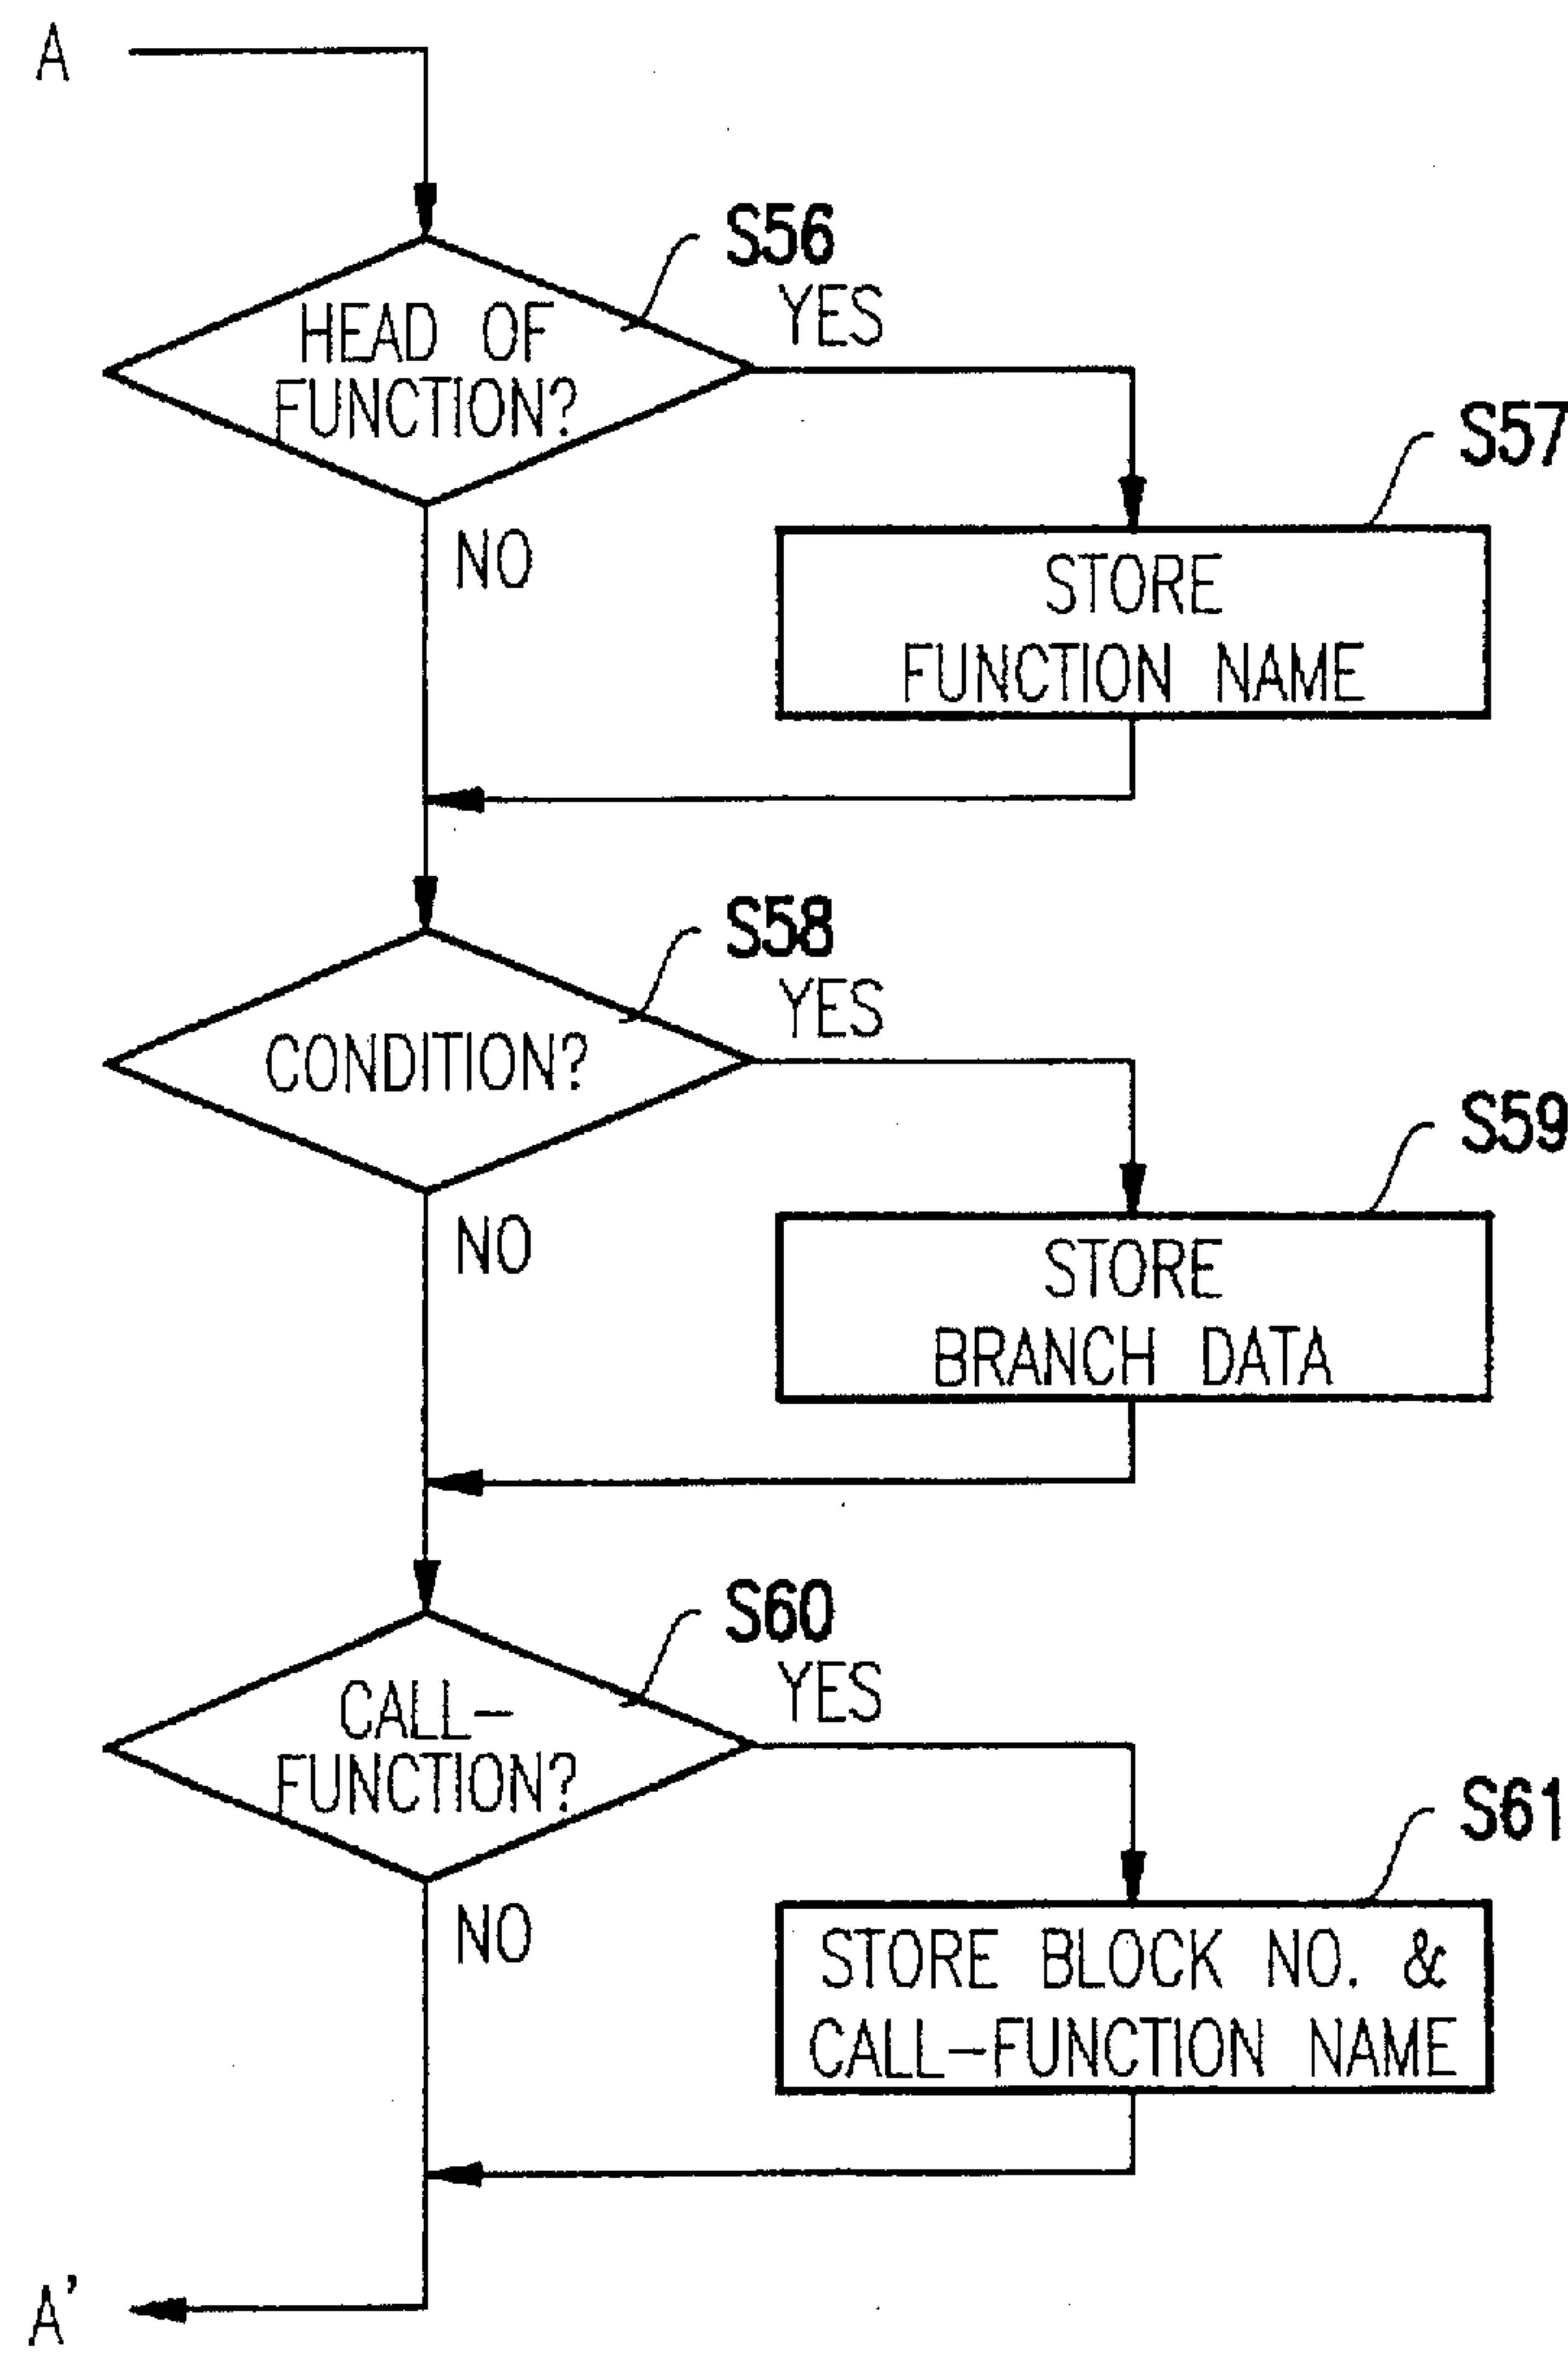 A
S56
YES
HEAD OF
FUNCTION?
S57
NO
STORE
FUNCTION NAME
S58
YES
CONDITION?
S59
NO
STORE
BRANCH DATA
S60
YES
CALL-
FUNCTION?
S61
NO
STORE BLOCK NO. &
CALL-FUNCTION NAME
A'